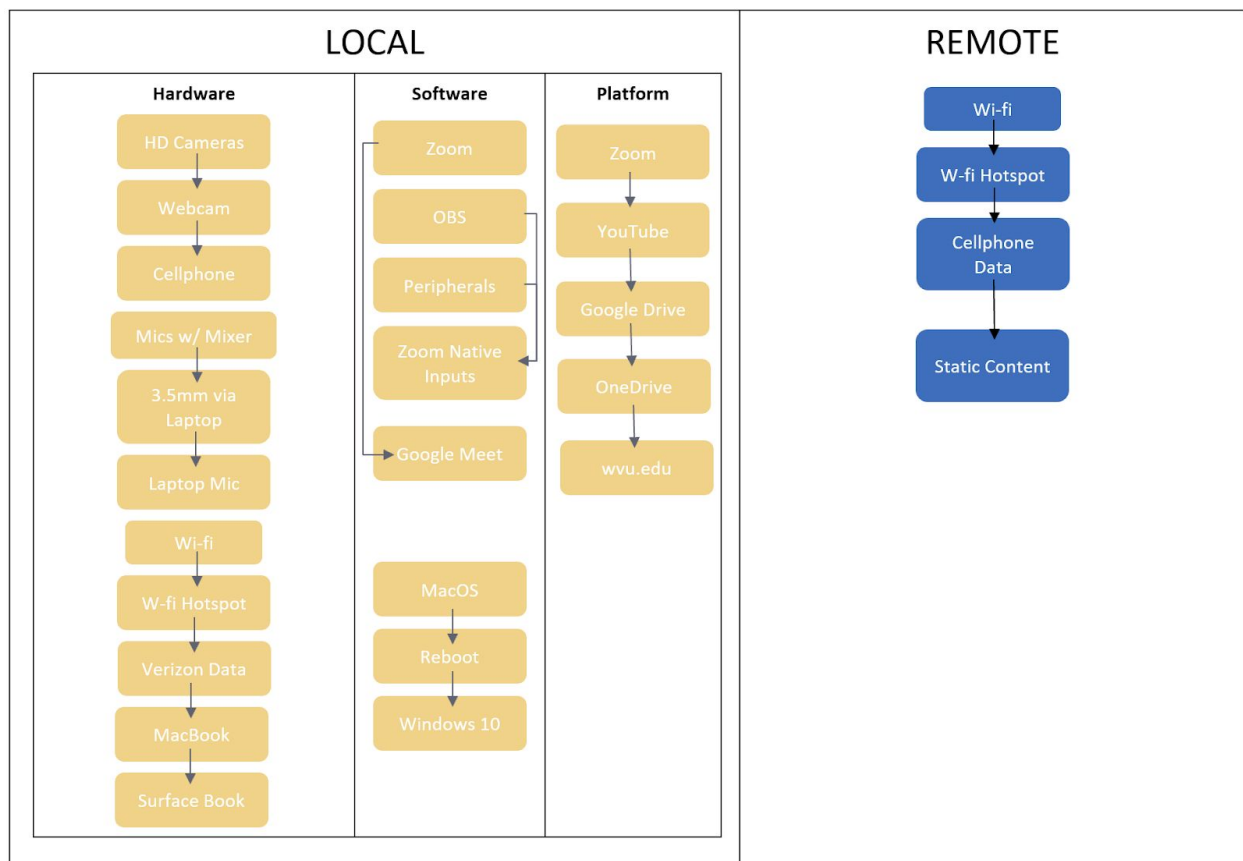 LOCAL
Hardware
HD Cameras
Webcam
Cellphone
Mics w/ Mixer
3.5mm via
Laptop
Laptop Mic
Wi-fi
W-fi Hotspot
Verizon Data
MacBook
Surface Book
Software
Zoom
OBS
Peripherals
Zoom Native
Inputs
Google Meet
MacOS
Reboot
Windows 10
Platform
Zoom
YouTube
Google Drive
OneDrive
wvu.edu
REMOTE
Wi-fi
W-fi Hotspot
Cellphone
Data
Static Content